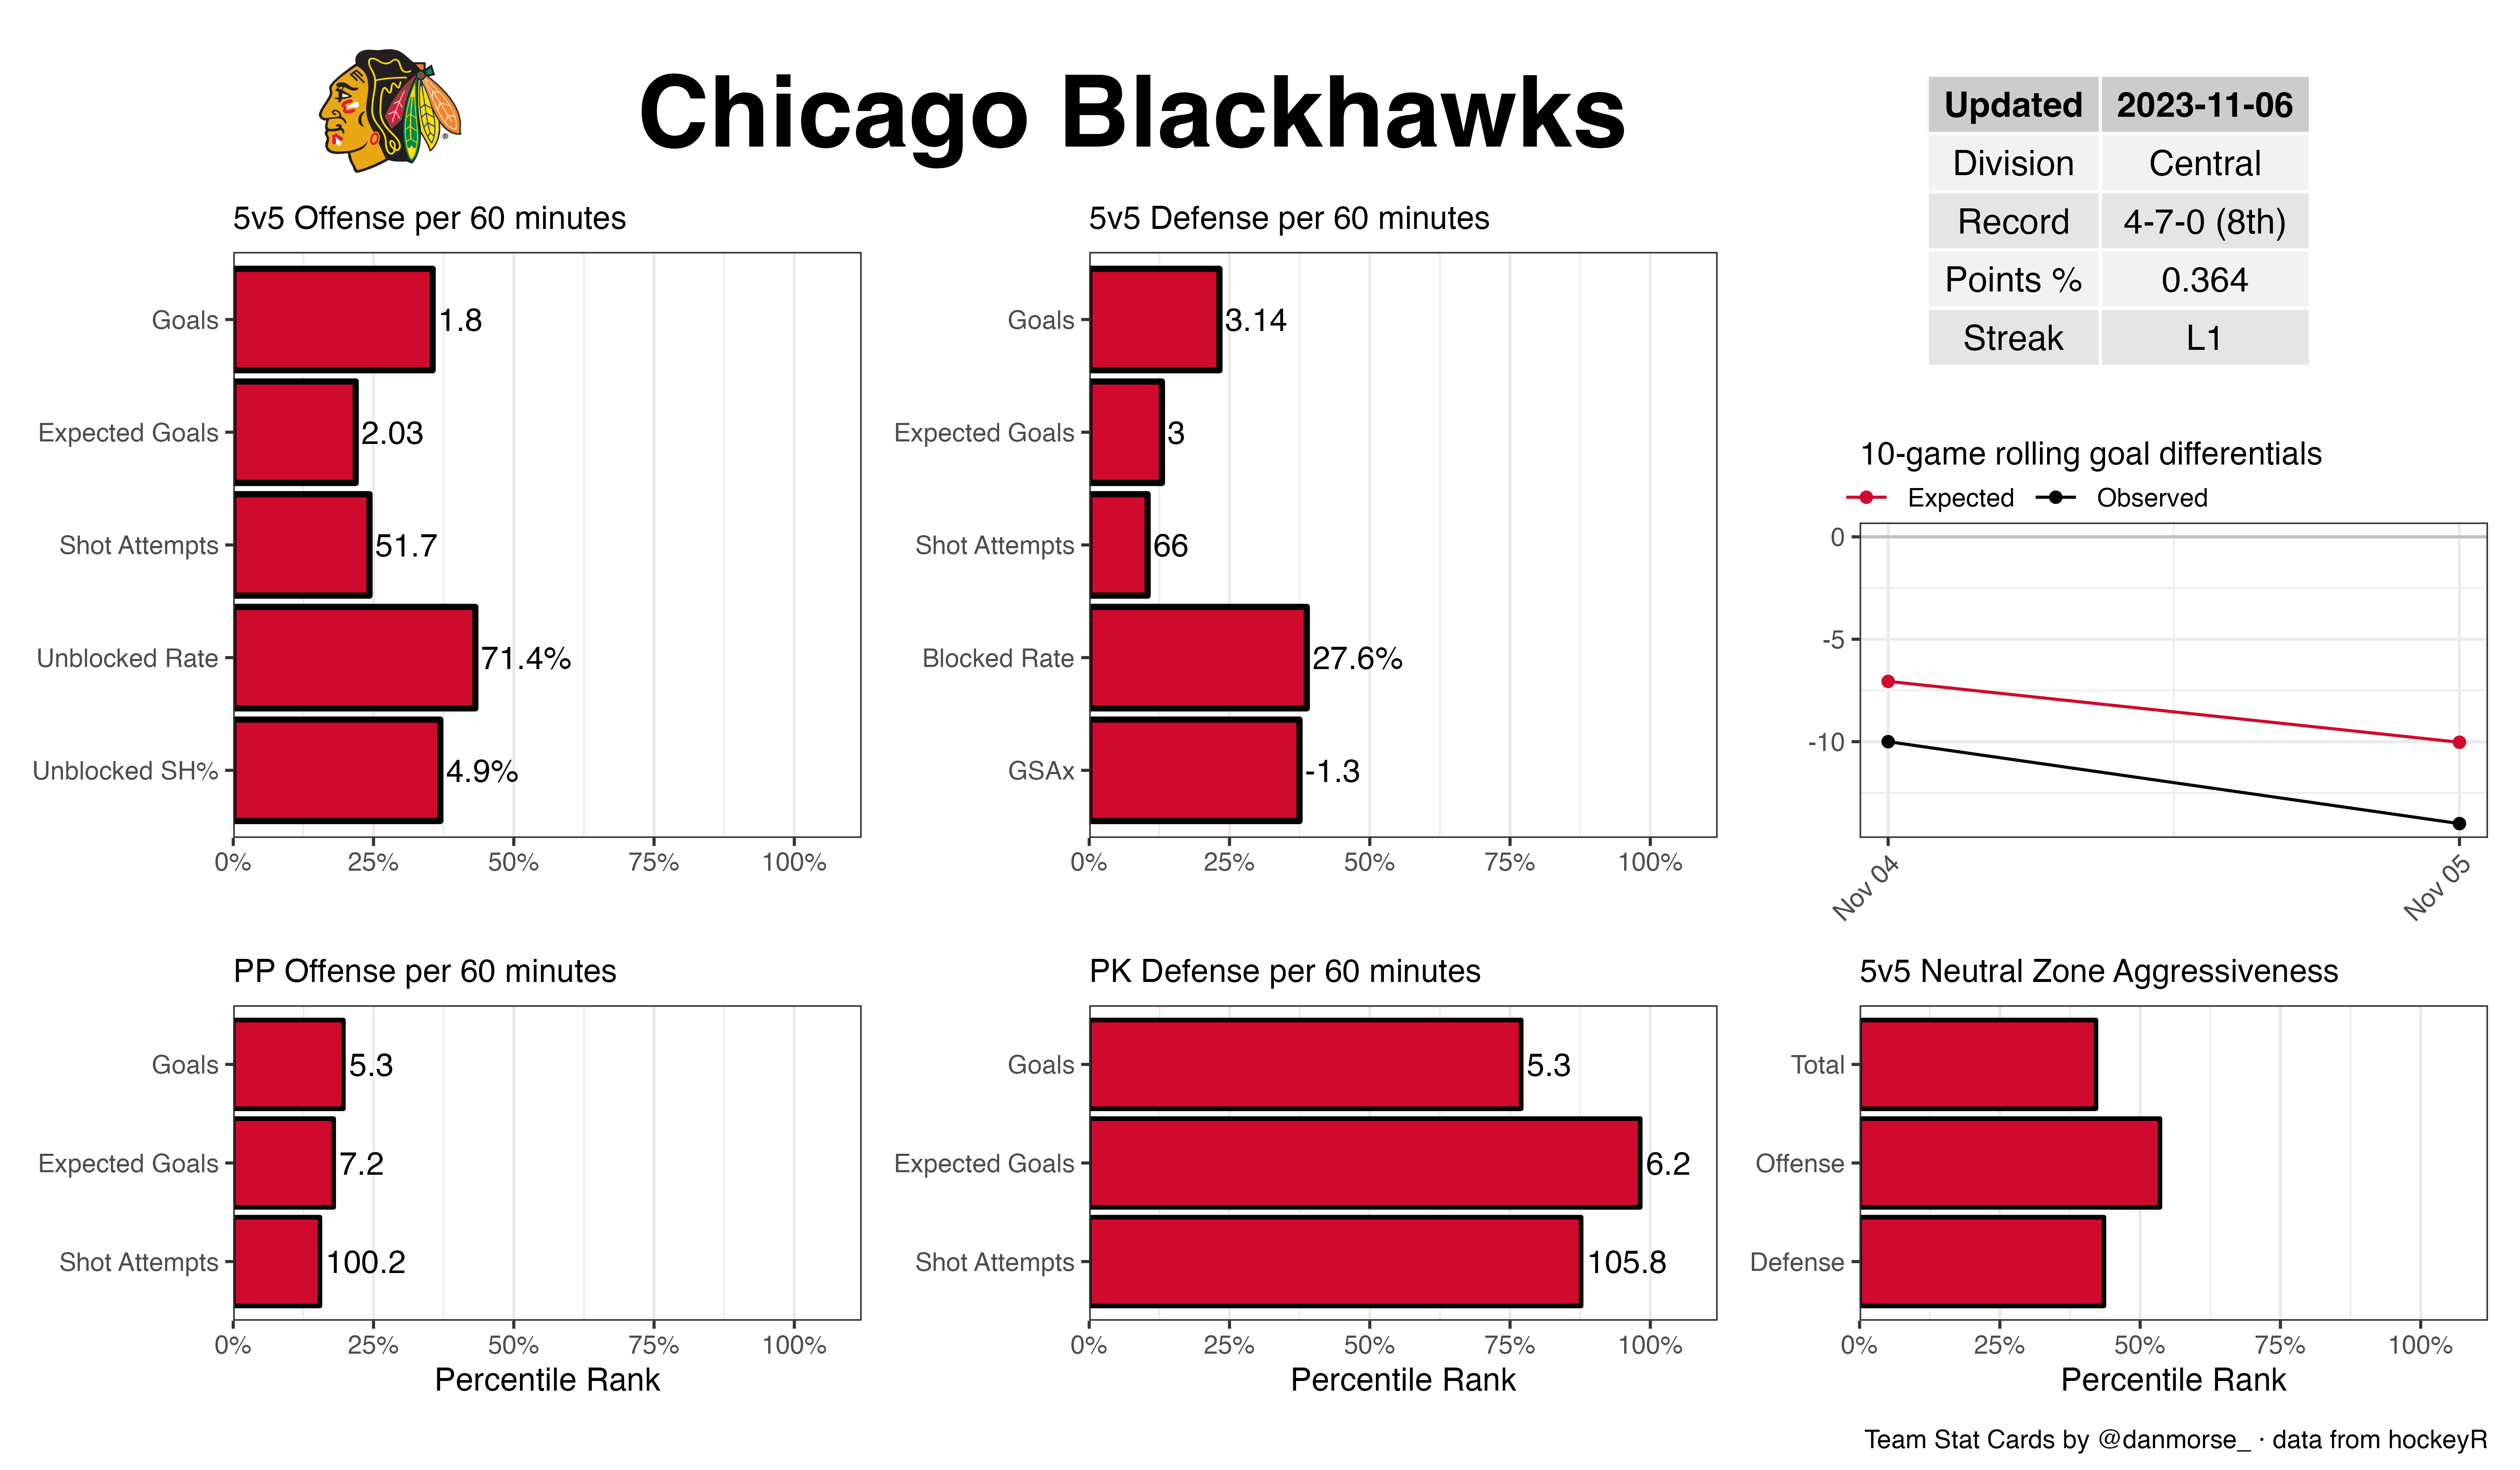 Chicago Blackhawks
Updated 2023-11-06
Division Central
Record 4-7-0 (8th)
Points % 0.364
Streak L1
5v5 Offense per 60 minutes
Goals 1.8
Expected Goals 2.03
Shot Attempts 51.7
Unblocked Rate 71.4%
Unblocked SH% 4.9%
0% 25% 50% 75% 100%
5v5 Defense per 60 minutes
Goals 3.14
Expected Goals 3
Shot Attempts 66
Blocked Rate 27.6%
GSAx -1.3
0% 25% 50% 75% 100%
10-game rolling goal differentials
Expected Observed
0
-5
-10
Nov 04 Nov 05
PP Offense per 60 minutes
Goals 5.3
Expected Goals 7.2
Shot Attempts 100.2
0% 25% 50% 75% 100%
Percentile Rank
PK Defense per 60 minutes
Goals 5.3
Expected Goals 6.2
Shot Attempts 105.8
0% 25% 50% 75% 100%
Percentile Rank
5v5 Neutral Zone Aggressiveness
Total
Offense
Defense
0% 25% 50% 75% 100%
Percentile Rank
Team Stat Cards by @danmorse_ · data from hockeyR